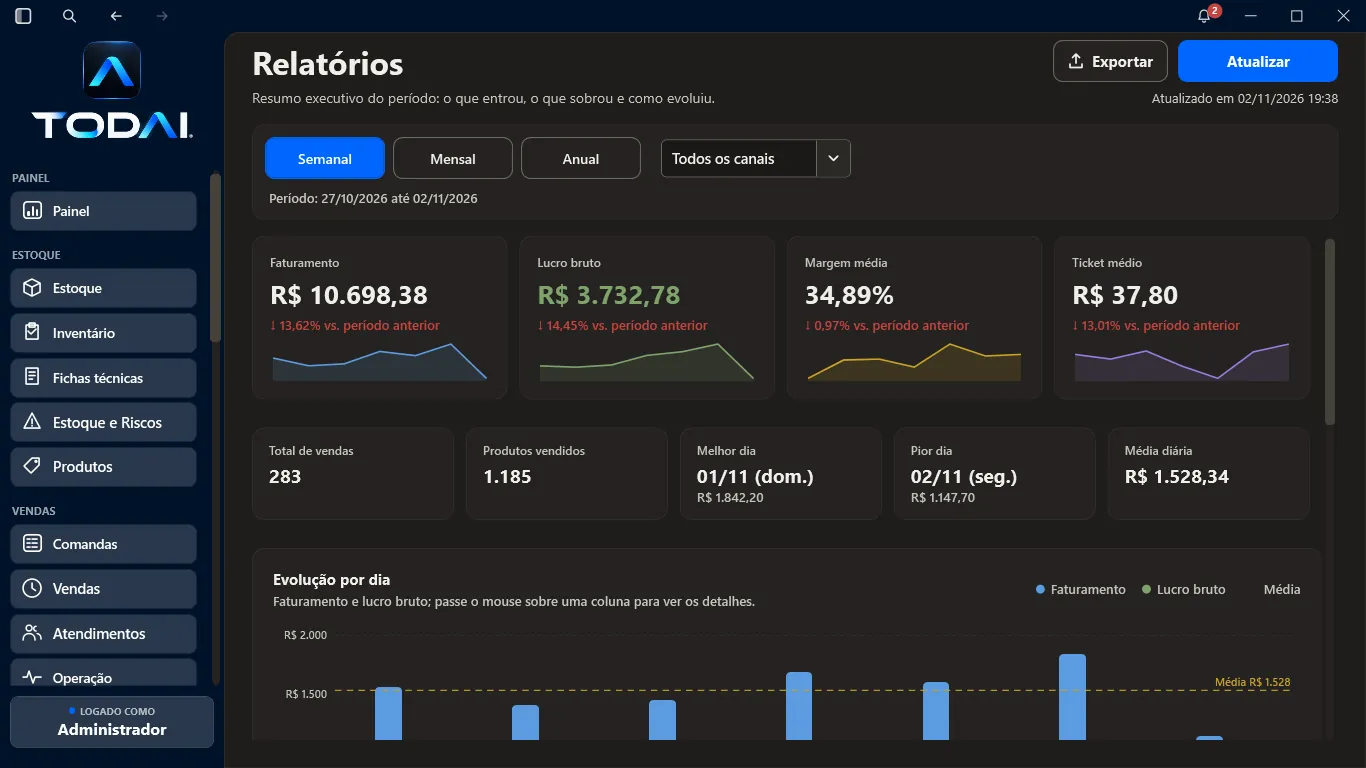 2
TODAI.
PAINEL
Painel
ESTOQUE
Estoque
Inventário
Fichas técnicas
Estoque e Riscos
Produtos
VENDAS
Comandas
Vendas
Atendimentos
Operação
LOGADO COMO
Administrador
Relatórios
Resumo executivo do período: o que entrou, o que sobrou e como evoluiu.
Exportar
Atualizar
Atualizado em 02/11/2026 19:38
Semanal
Mensal
Anual
Todos os canais
Período: 27/10/2026 até 02/11/2026
Faturamento
R$ 10.698,38
↓ 13,62% vs. período anterior
Lucro bruto
R$ 3.732,78
↓ 14,45% vs. período anterior
Margem média
34,89%
↓ 0,97% vs. período anterior
Ticket médio
R$ 37,80
↓ 13,01% vs. período anterior
Total de vendas
283
Produtos vendidos
1.185
Melhor dia
01/11 (dom.)
R$ 1.842,20
Pior dia
02/11 (seg.)
R$ 1.147,70
Média diária
R$ 1.528,34
Evolução por dia
Faturamento e lucro bruto; passe o mouse sobre uma coluna para ver os detalhes.
Faturamento
Lucro bruto
Média
R$ 2.000
R$ 1.500
Média R$ 1.528